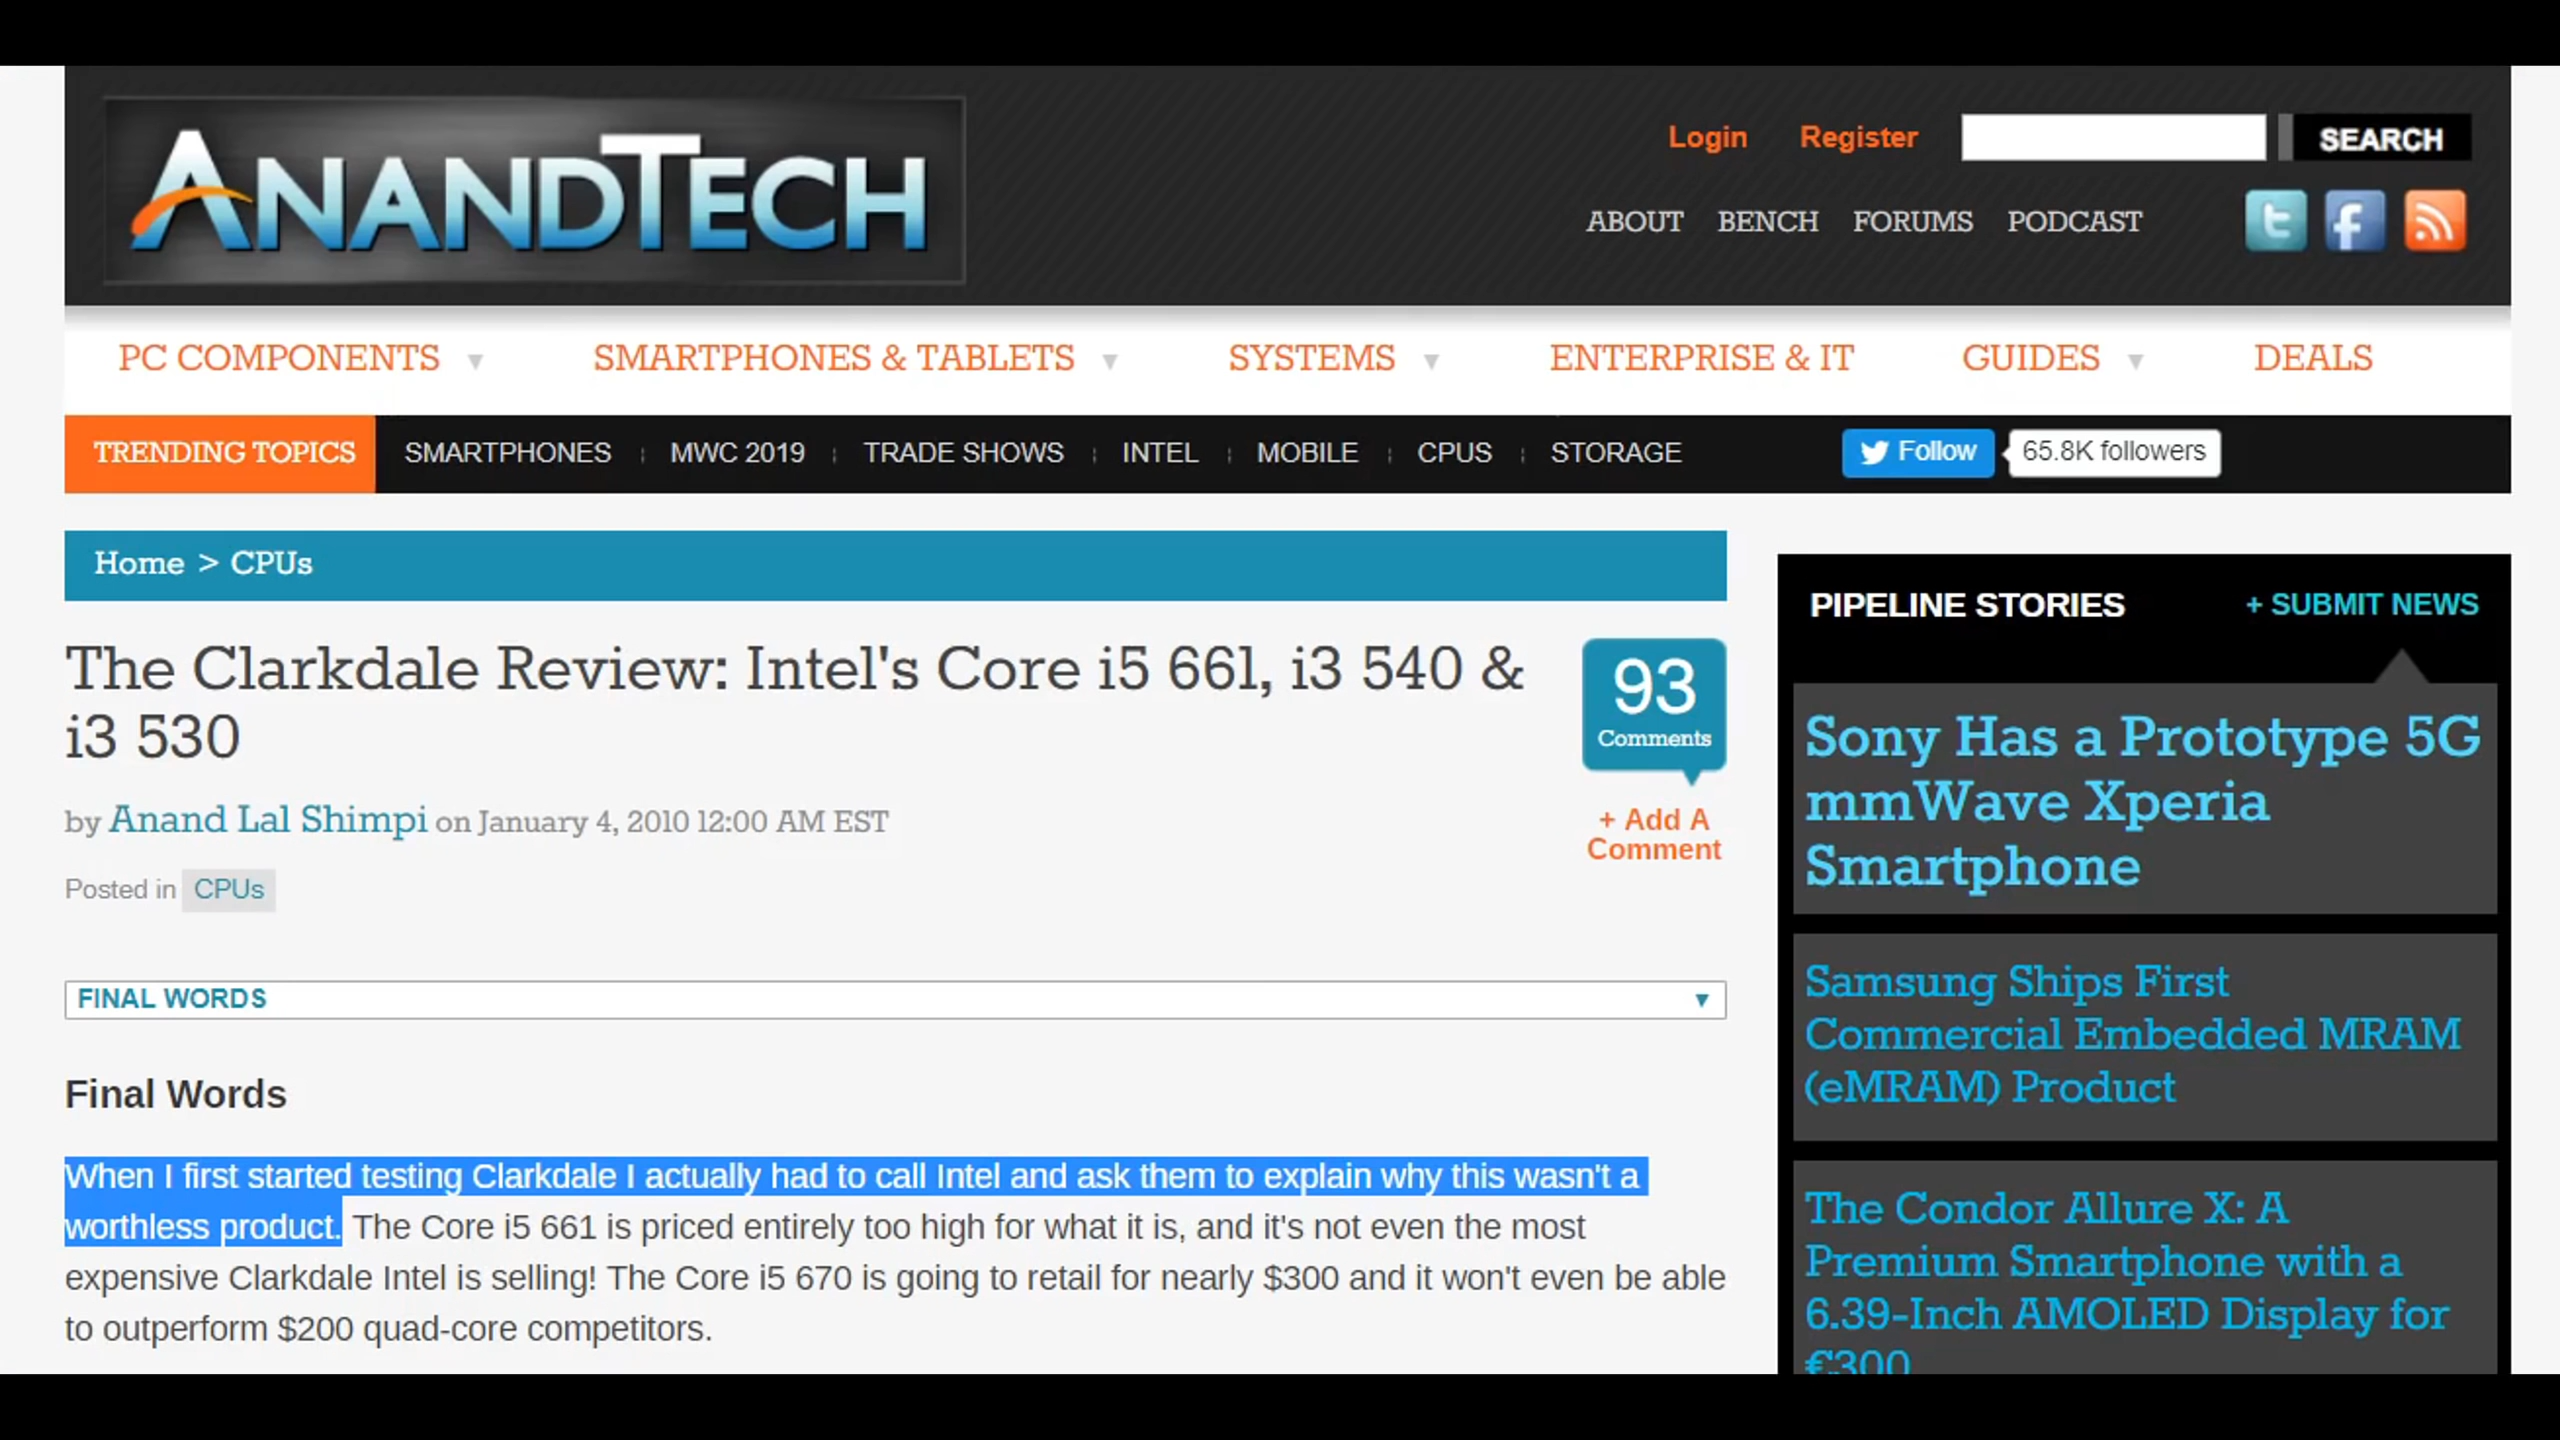 ANANDTECH
Login Register SEARCH
ABOUT BENCH FORUMS PODCAST
PC COMPONENTS SMARTPHONES & TABLETS SYSTEMS ENTERPRISE & IT GUIDES DEALS
TRENDING TOPICS SMARTPHONES MWC 2019 TRADE SHOWS INTEL MOBILE CPUS STORAGE Follow 65.8K followers
Home > CPUs
The Clarkdale Review: Intel's Core i5 661, i3 540 &
i3 530
93
Comments
by Anand Lal Shimpi on January 4, 2010 12:00 AM EST
+ Add A
Comment
Posted in CPUs
FINAL WORDS
Final Words
When I first started testing Clarkdale I actually had to call Intel and ask them to explain why this wasn't a
worthless product. The Core i5 661 is priced entirely too high for what it is, and it's not even the most
expensive Clarkdale Intel is selling! The Core i5 670 is going to retail for nearly $300 and it won't even be able
to outperform $200 quad-core competitors.
PIPELINE STORIES + SUBMIT NEWS
Sony Has a Prototype 5G
mmWave Xperia
Smartphone
Samsung Ships First
Commercial Embedded MRAM
(eMRAM) Product
The Condor Allure X: A
Premium Smartphone with a
6.39-Inch AMOLED Display for
€300